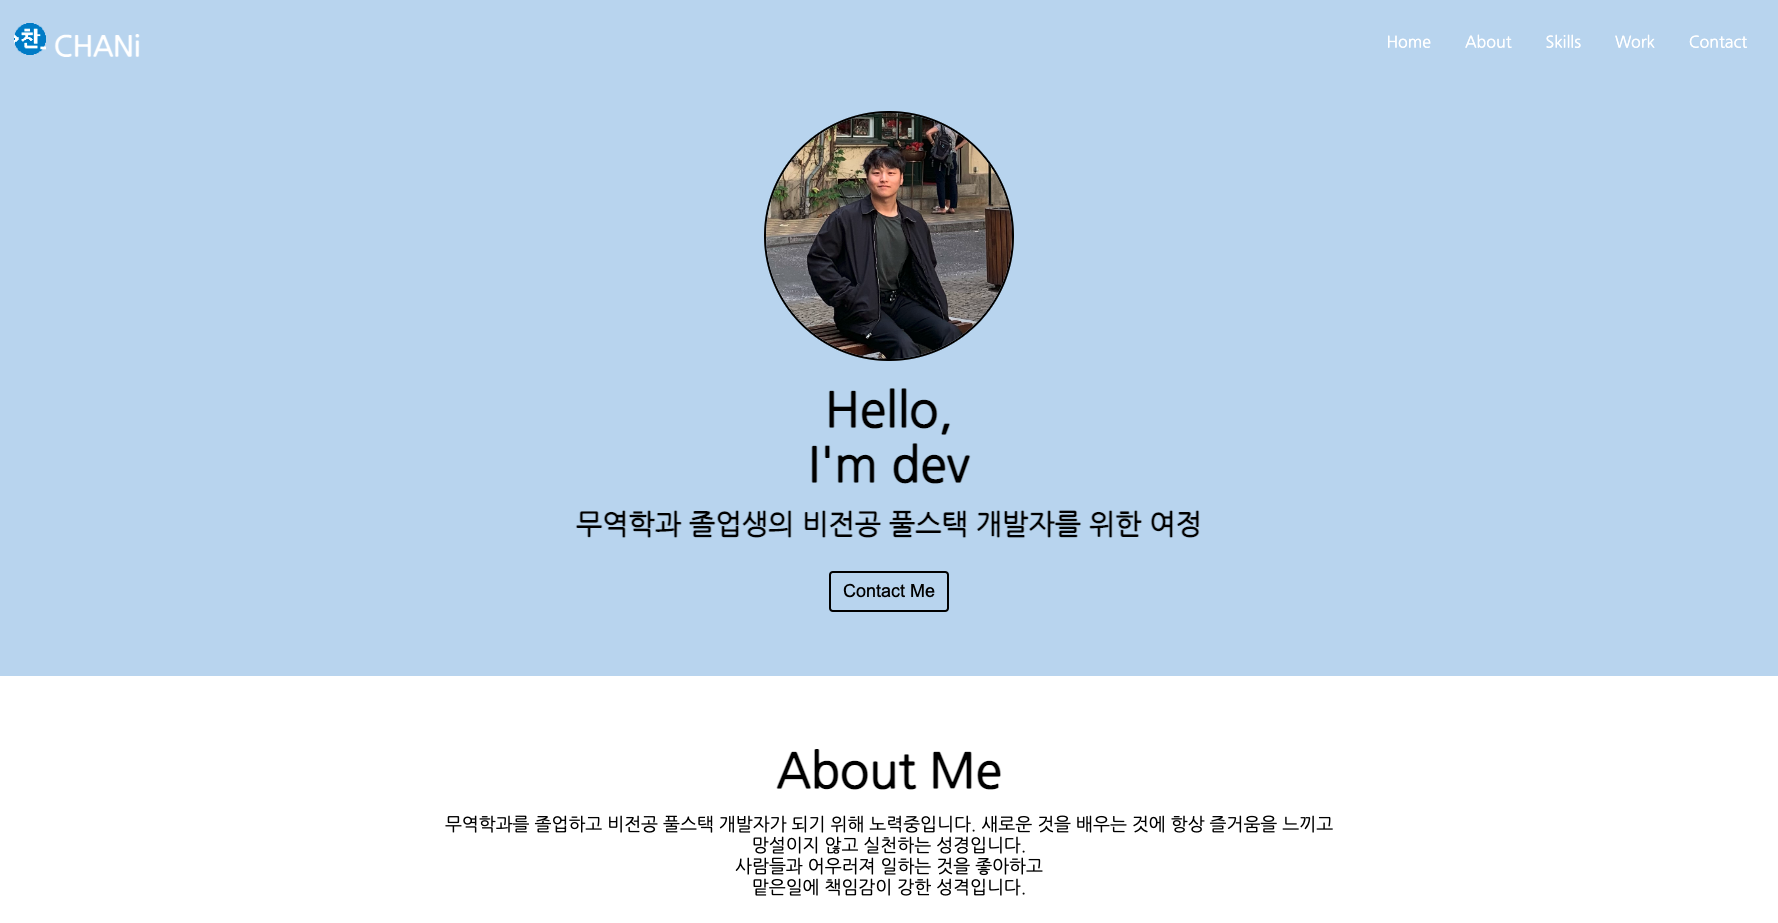 찬 CHANi
Home About Skills Work Contact
Hello,
I'm dev
무역학과 졸업생의 비전공 풀스택 개발자를 위한 여정
Contact Me
About Me
무역학과를 졸업하고 비전공 풀스택 개발자가 되기 위해 노력중입니다. 새로운 것을 배우는 것에 항상 즐거움을 느끼고
망설이지 않고 실천하는 성경입니다.
사람들과 어우러져 일하는 것을 좋아하고
맡은일에 책임감이 강한 성격입니다.